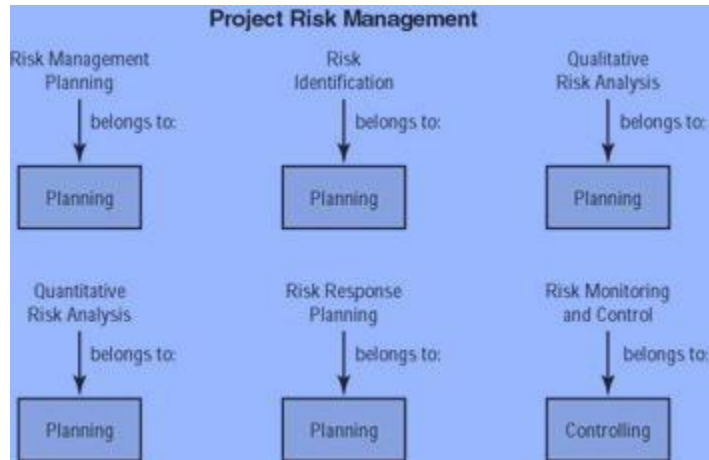 Project Risk Management
Risk Management
Planning
belongs to:
Planning
Risk
Identification
belongs to:
Planning
Qualitative
Risk Analysis
belongs to:
Planning
Quantitative
Risk Analysis
belongs to:
Planning
Risk Response
Planning
belongs to:
Planning
Risk Monitoring
and Control
belongs to:
Controlling